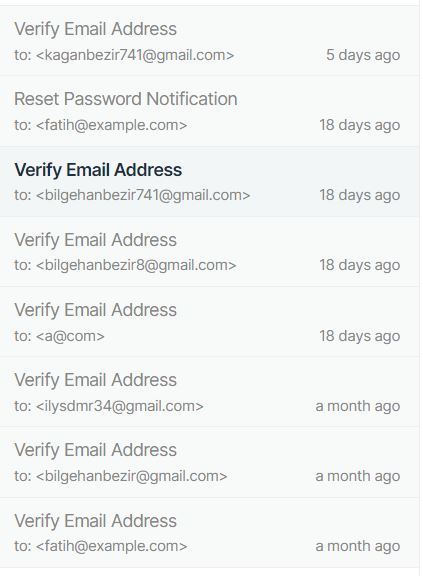 Verify Email Address
to: <kaganbezir741@gmail.com> 5 days ago
Reset Password Notification
to: <fatih@example.com> 18 days ago
Verify Email Address
to: <bilgehanbezir741@gmail.com> 18 days ago
Verify Email Address
to: <bilgehanbezir8@gmail.com> 18 days ago
Verify Email Address
to: <a@com> 18 days ago
Verify Email Address
to: <ilysdmr34@gmail.com> a month ago
Verify Email Address
to: <bilgehanbezir@gmail.com> a month ago
Verify Email Address
to: <fatih@example.com> a month ago